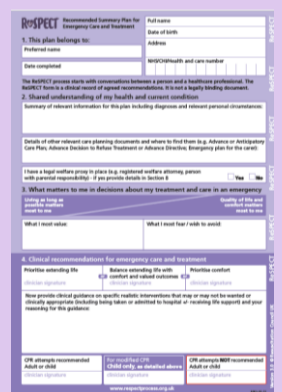 ReSPECT Recommended Summary Plan for
Emergency Care and Treatment
Full name
Date of birth
Address
NHS/CHI/Health and care number
1. This plan belongs to:
Preferred name
Date completed
The ReSPECT process starts with conversations between a person and a healthcare professional. The
ReSPECT form is a clinical record of agreed recommendations. It is not a legally binding document.
2. Shared understanding of my health and current condition
Summary of relevant information for this plan including diagnoses and relevant personal circumstances:
Details of other relevant care planning documents and where to find them (e.g. Advance or Anticipatory
Care Plan; Advance Decision to Refuse Treatment or Advance Directive; Emergency plan for the carer):
I have a legal welfare proxy in place (e.g. registered welfare attorney, person
with parental responsibility) - if yes provide details in Section 8
Yes No
3. What matters to me in decisions about my treatment and care in an emergency
Living as long as
possible matters
most to me
Quality of life and
comfort matters
most to me
What I most value:
What I most fear / wish to avoid:
4. Clinical recommendations for emergency care and treatment
Prioritise extending life
clinician signature
or
Balance extending life with
comfort and valued outcomes
clinician signature
or
Prioritise comfort
clinician signature
Now provide clinical guidance on specific realistic interventions that may or may not be wanted or
clinically appropriate (including being taken or admitted to hospital +/- receiving life support) and your
reasoning for this guidance:
CPR attempts recommended
Adult or child
clinician signature
For modified CPR
Child only, as detailed above
clinician signature
CPR attempts NOT recommended
Adult or child
clinician signature
www.respectprocess.org.uk
ReSPECT
ReSPECT
ReSPECT